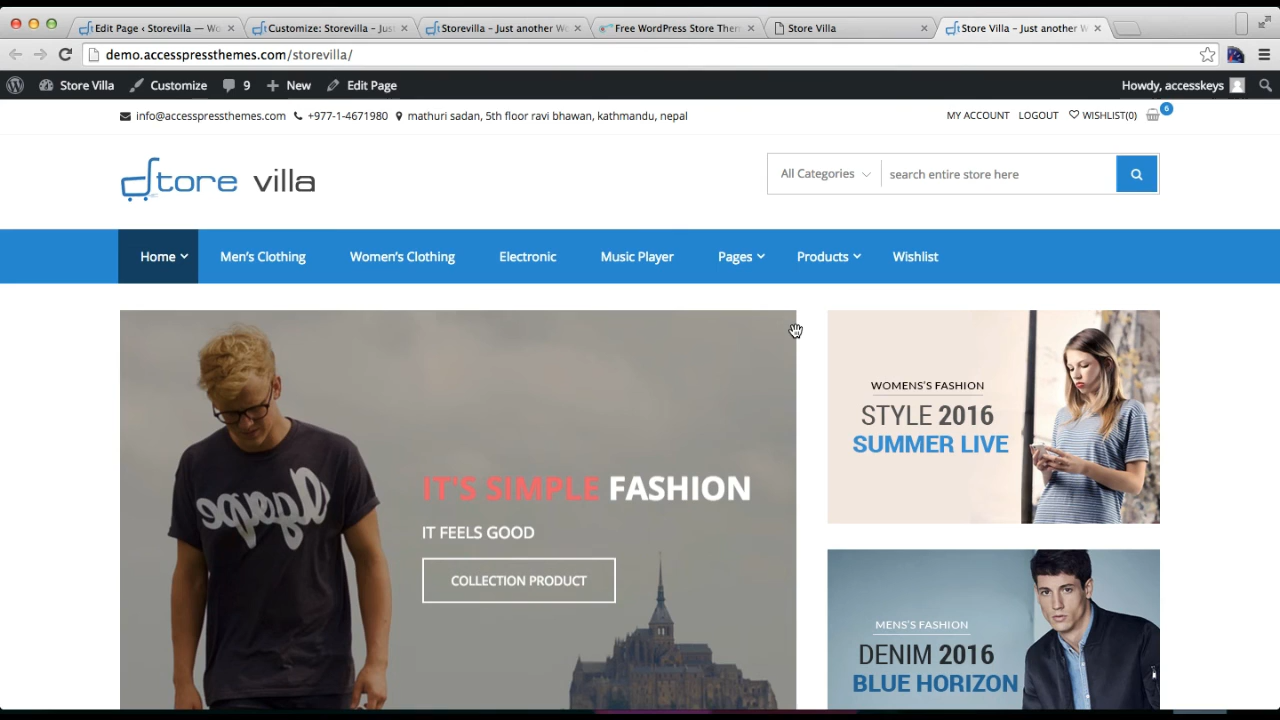 Edit Page ‹ Storevilla — Wo
Customize: Storevilla – Jus
Storevilla – Just another W
Free WordPress Store Them
Store Villa
Store Villa – Just another W
demo.accesspressthemes.com/storevilla/
Store Villa
Customize
9
New
Edit Page
Howdy, accesskeys
info@accesspressthemes.com
+977-1-4671980
mathuri sadan, 5th floor ravi bhawan, kathmandu, nepal
MY ACCOUNT
LOGOUT
WISHLIST(0)
6
store villa
All Categories
search entire store here
Home
Men's Clothing
Women's Clothing
Electronic
Music Player
Pages
Products
Wishlist
IT'S SIMPLE FASHION
IT FEELS GOOD
COLLECTION PRODUCT
WOMENS'S FASHION
STYLE 2016
SUMMER LIVE
MENS'S FASHION
DENIM 2016
BLUE HORIZON